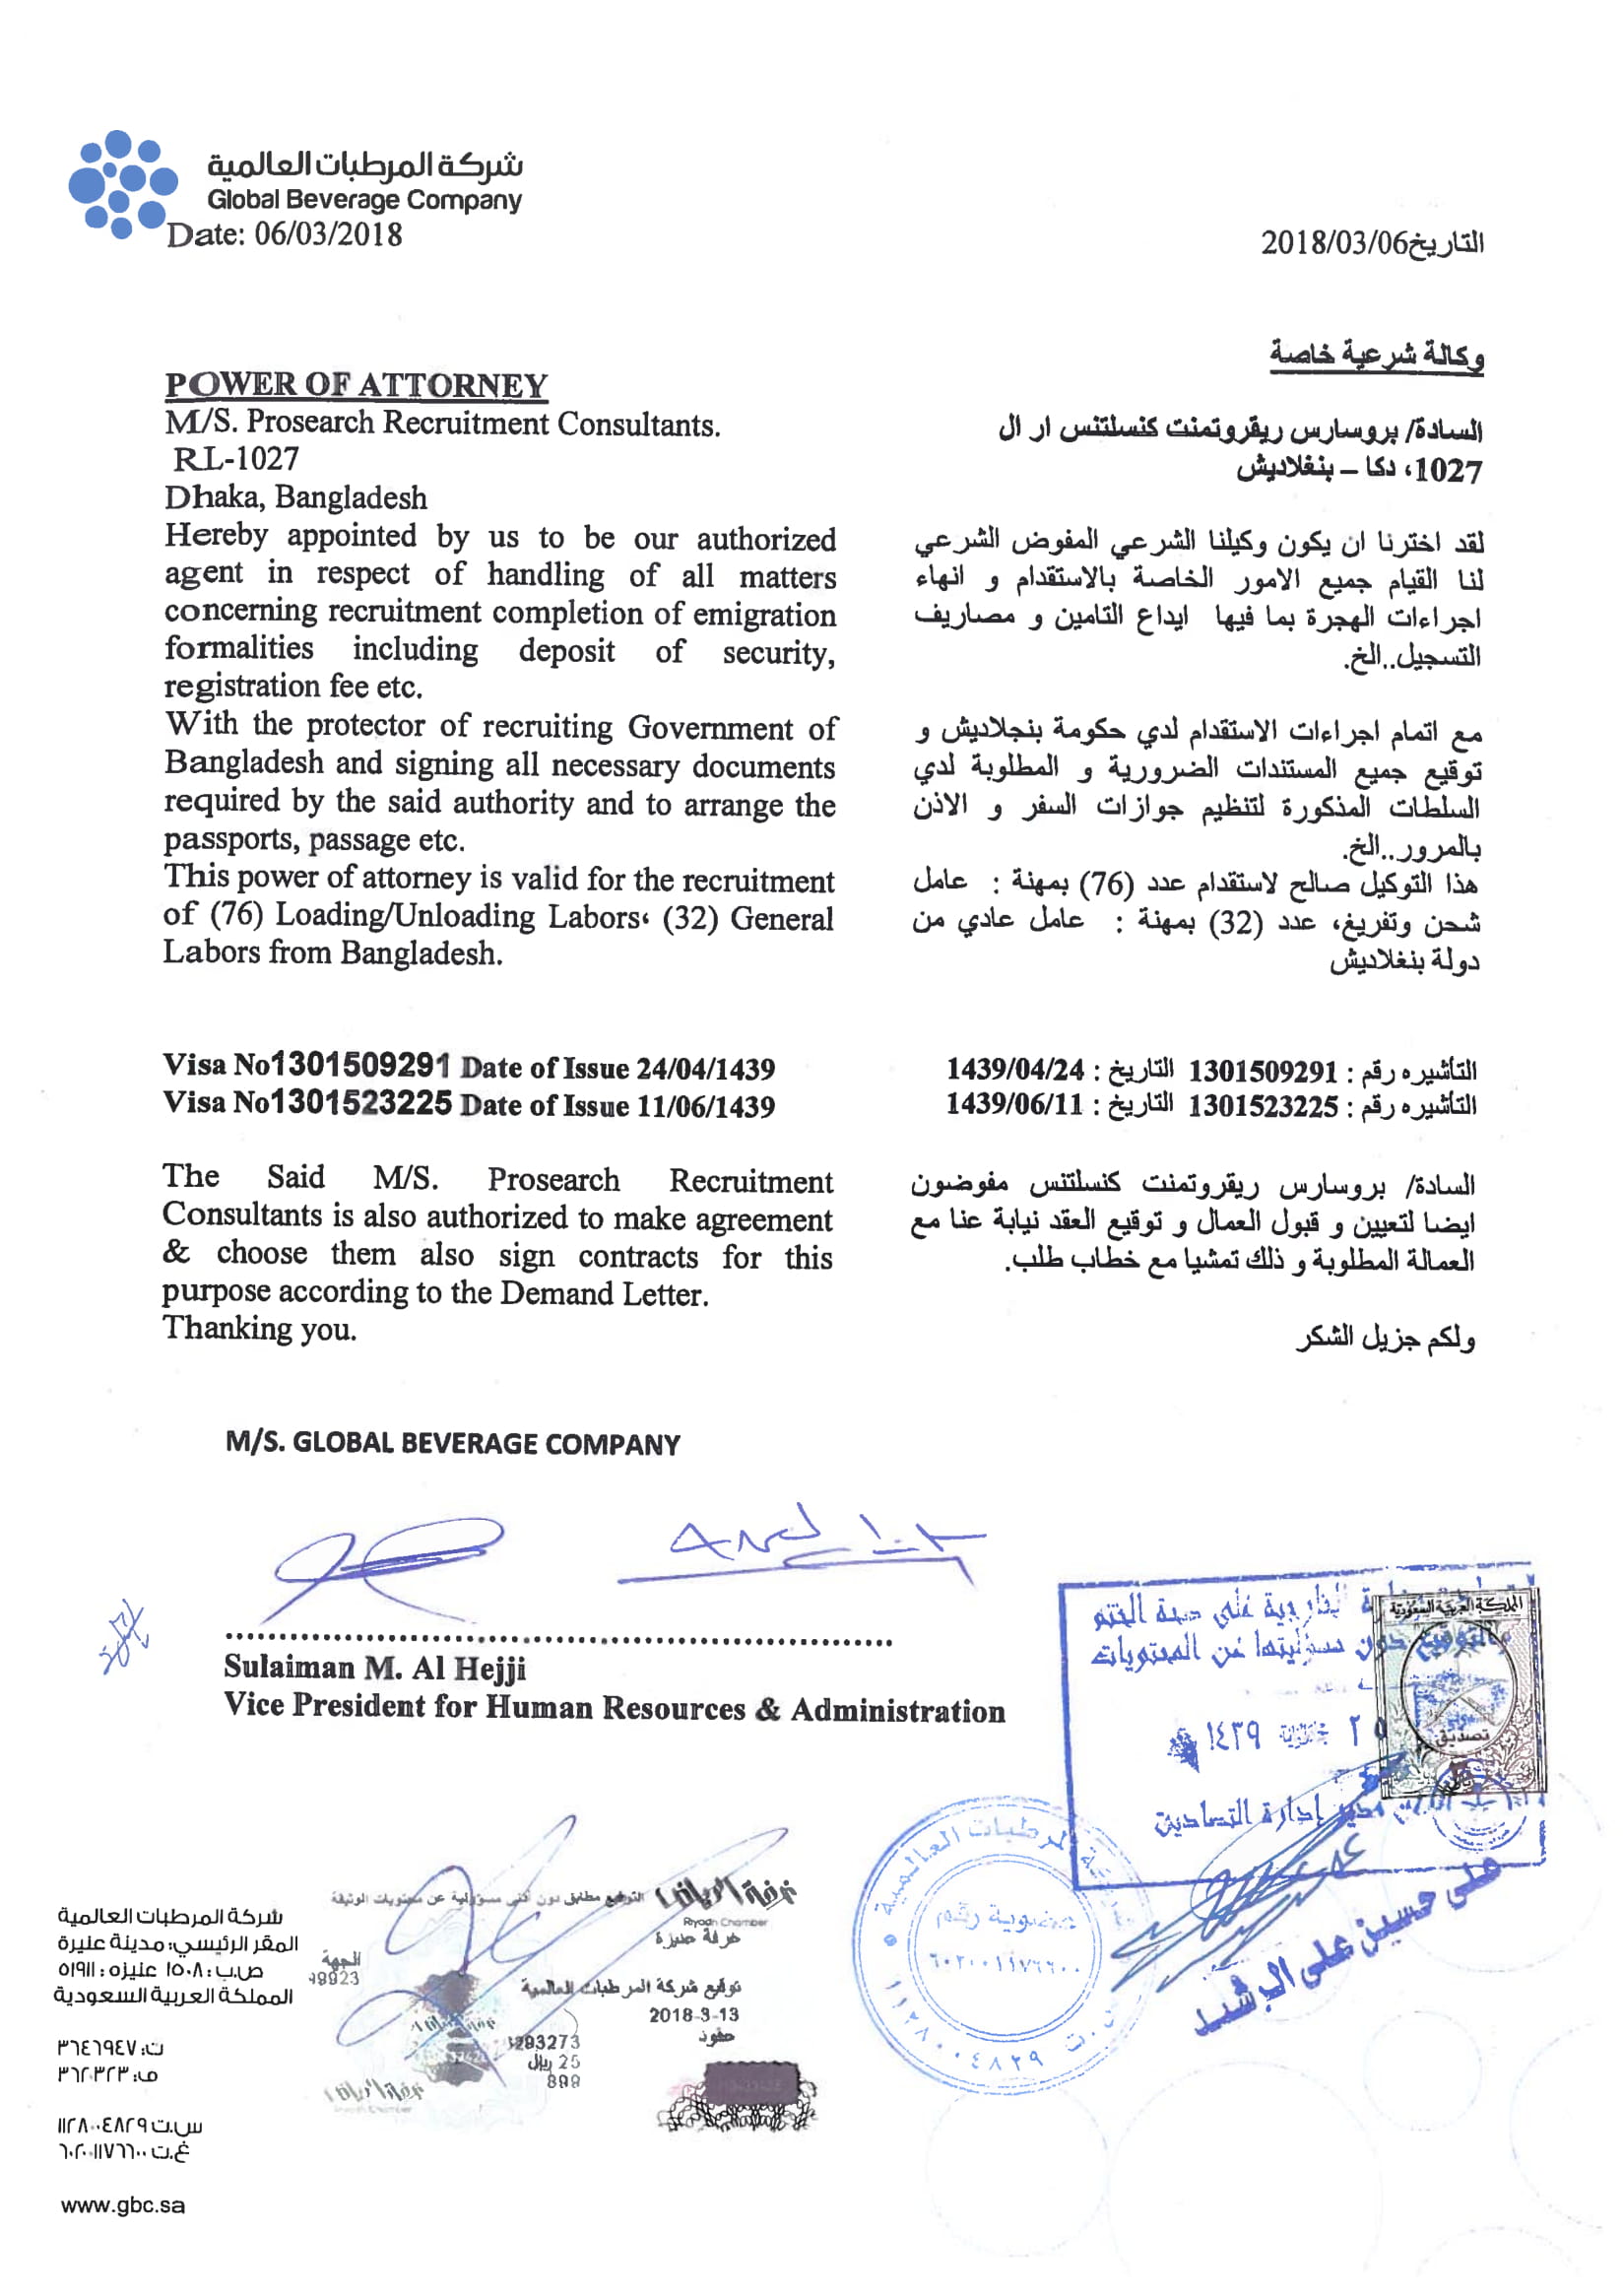 شركة المرطبات العالمية
Global Beverage Company
Date: 06/03/2018
التاريخ2018/03/06
POWER OF ATTORNEY
M/S. Prosearch Recruitment Consultants.
RL-1027
Dhaka, Bangladesh
Hereby appointed by us to be our authorized
agent in respect of handling of all matters
concerning recruitment completion of emigration
formalities including deposit of security,
registration fee etc.
With the protector of recruiting Government of
Bangladesh and signing all necessary documents
required by the said authority and to arrange the
passports, passage etc.
This power of attorney is valid for the recruitment
of (76) Loading/Unloading Labors، (32) General
Labors from Bangladesh.
Visa No1301509291 Date of Issue 24/04/1439
Visa No1301523225 Date of Issue 11/06/1439
The Said M/S. Prosearch Recruitment
Consultants is also authorized to make agreement
& choose them also sign contracts for this
purpose according to the Demand Letter.
Thanking you.
وكالة شرعية خاصة
السادة/ بروسارس ريقروتمنت كنسلتنس ار ال
1027، دكا – بنغلاديش
لقد اخترنا ان يكون وكيلنا الشرعي المفوض الشرعي
لنا القيام جميع الامور الخاصة بالاستقدام و انهاء
اجراءات الهجرة بما فيها ايداع التامين و مصاريف
التسجيل..الخ.
مع اتمام اجراءات الاستقدام لدي حكومة بنجلاديش و
توقيع جميع المستندات الضرورية و المطلوبة لدي
السلطات المذكورة لتنظيم جوازات السفر و الاذن
بالمرور..الخ.
هذا التوكيل صالح لاستقدام عدد (76) بمهنة : عامل
شحن وتفريغ، عدد (32) بمهنة : عامل عادي من
دولة بنغلاديش
التأشيره رقم : 1301509291 التاريخ : 1439/04/24
التأشيره رقم : 1301523225 التاريخ : 1439/06/11
السادة/ بروسارس ريقروتمنت كنسلتنس مفوضون
ايضا لتعيين و قبول العمال و توقيع العقد نيابة عنا مع
العمالة المطلوبة و ذلك تمشيا مع خطاب طلب.
ولكم جزيل الشكر
M/S. GLOBAL BEVERAGE COMPANY
Sulaiman M. Al Hejji
Vice President for Human Resources & Administration
الخارجية على صحة الختم
والتوقيع دون مسؤليتها عن المحتويات
٢٥ ١٤٣٩
مدير إدارة التصاديق
المملكة العربية السعودية
تصديق
علي حسين علي الرشيد
المرطبات العالمية
عضوية رقم
٦٠٢٠٠١١٧٦٦٠٠
س.ت ١١٢٨٠٠٤٨٢٩
غرفة الرياض
Riyadh Chamber
التوقيع مطابق دون أدنى مسؤولية عن محتويات الوثيقة
غرفة عنيزة
الجهة
توقيع شركة المرطبات العالمية
2018-3-13
25 ريال
898
شركة المرطبات العالمية
المقر الرئيسي: مدينة عنيزة
ص.ب: ١٥٠٨ عنيزه: ٥١٩١١
المملكة العربية السعودية
ت: ٣٦٤٦٩٤٧
ف: ٣٦٢٠٣٢٣
س.ت ١١٢٨٠٠٤٨٢٩
غ.ت ٦٠٢٠١١٧٦٦٠٠
www.gbc.sa